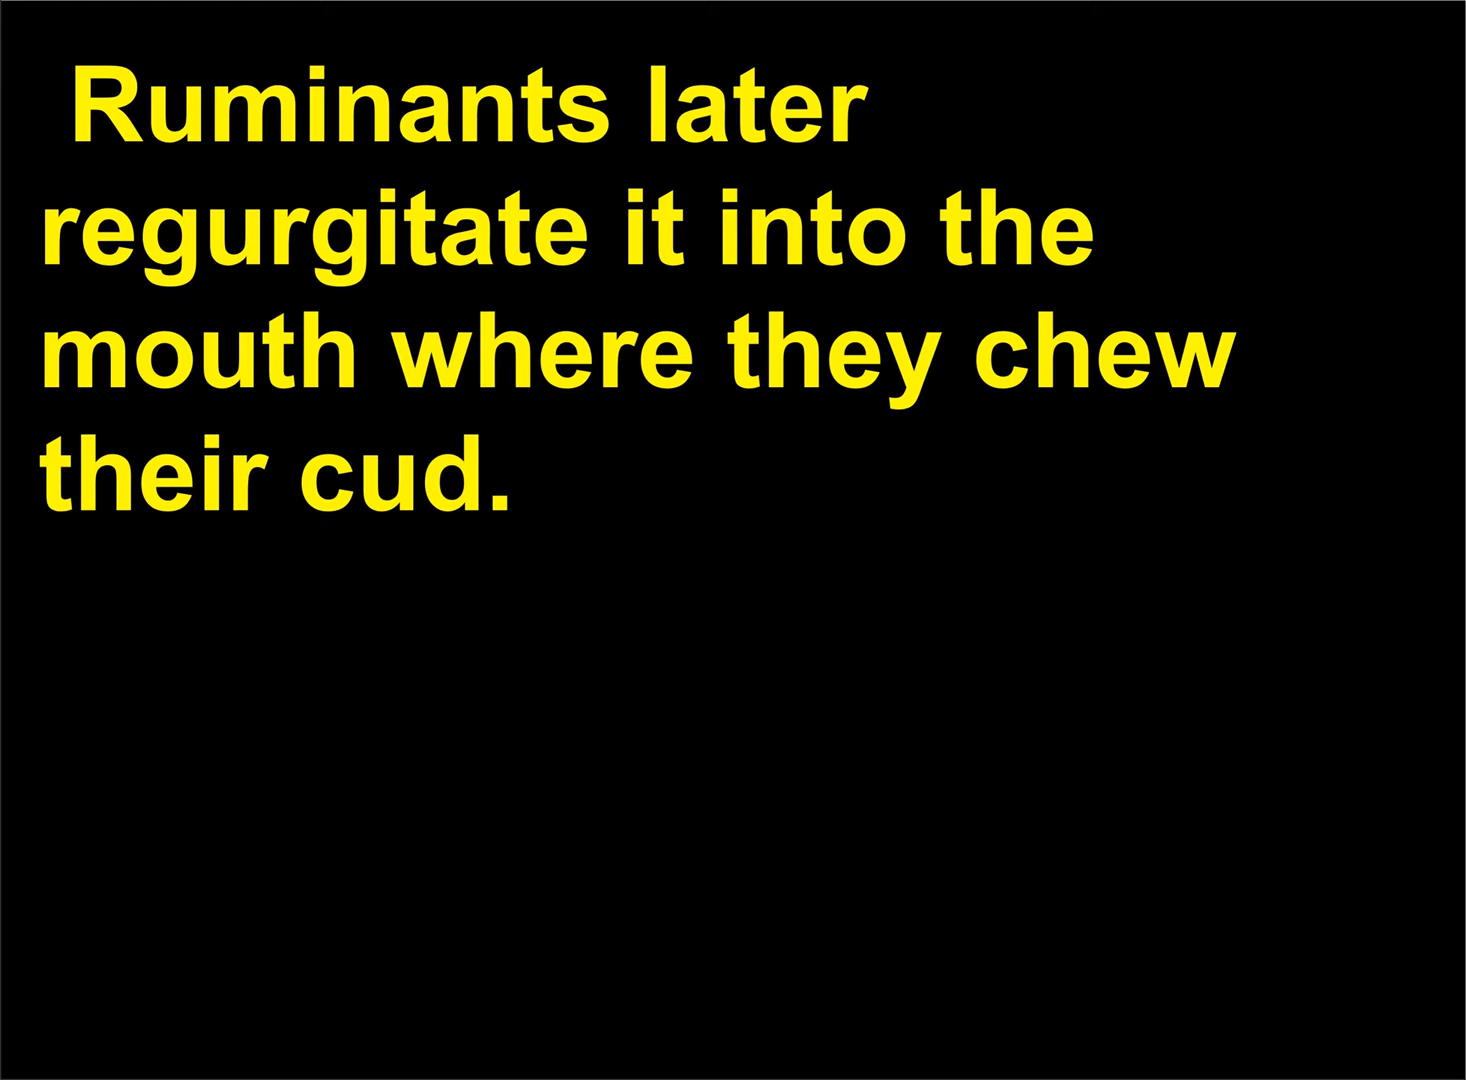 Ruminants later
regurgitate it into the
mouth where they chew
their cud.